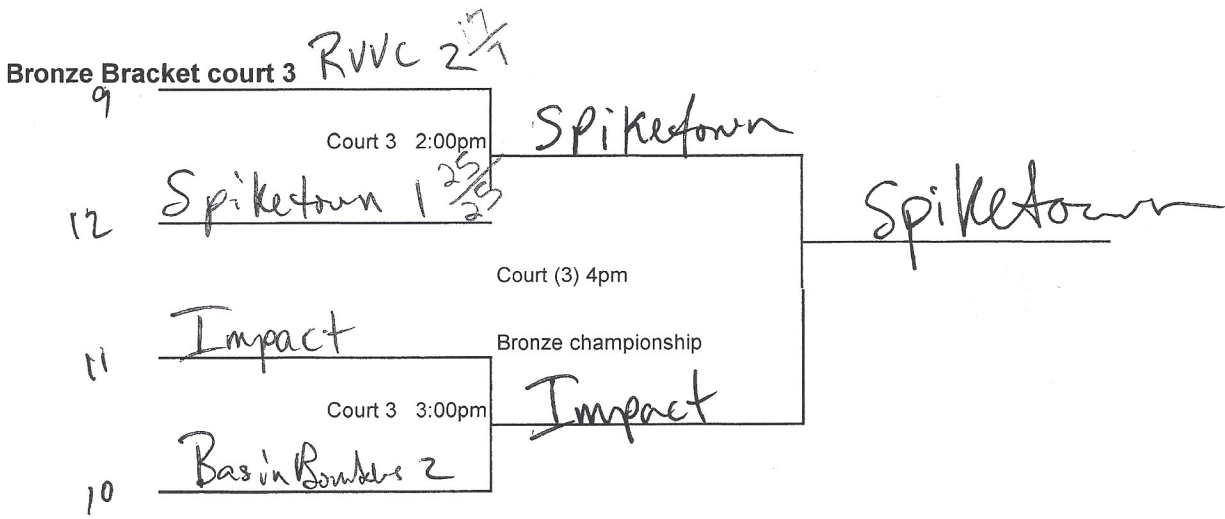 RVVC 2 17/7
Bronze Bracket court 3
9
Court 3 2:00pm
Spiketown
Spiketown 1 25/25
12
Spiketown
Court (3) 4pm
Impact
11
Bronze championship
Court 3 3:00pm
Impact
Basin Bombers 2
10